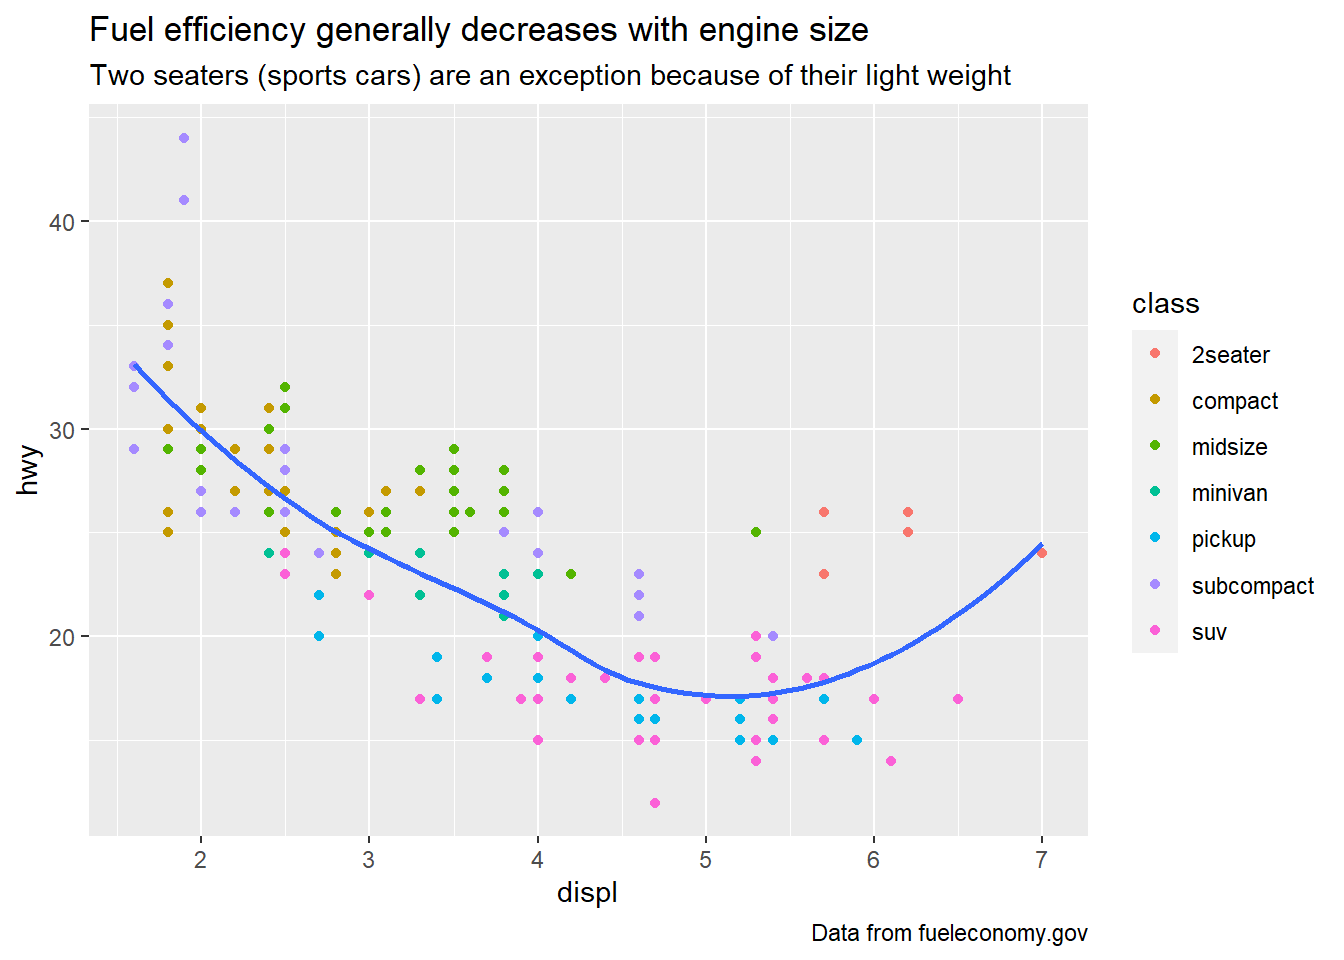 Fuel efficiency generally decreases with engine size
Two seaters (sports cars) are an exception because of their light weight
40
30
20
hwy
2 3 4 5 6 7
displ
class
2seater
compact
midsize
minivan
pickup
subcompact
suv
Data from fueleconomy.gov